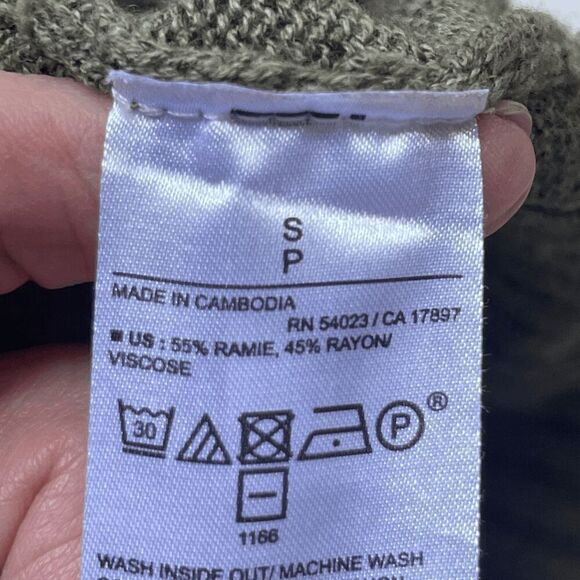 S
P
MADE IN CAMBODIA
RN 54023 / CA 17897
US : 55% RAMIE, 45% RAYON/
VISCOSE
30
P ®
1166
WASH INSIDE OUT/ MACHINE WASH